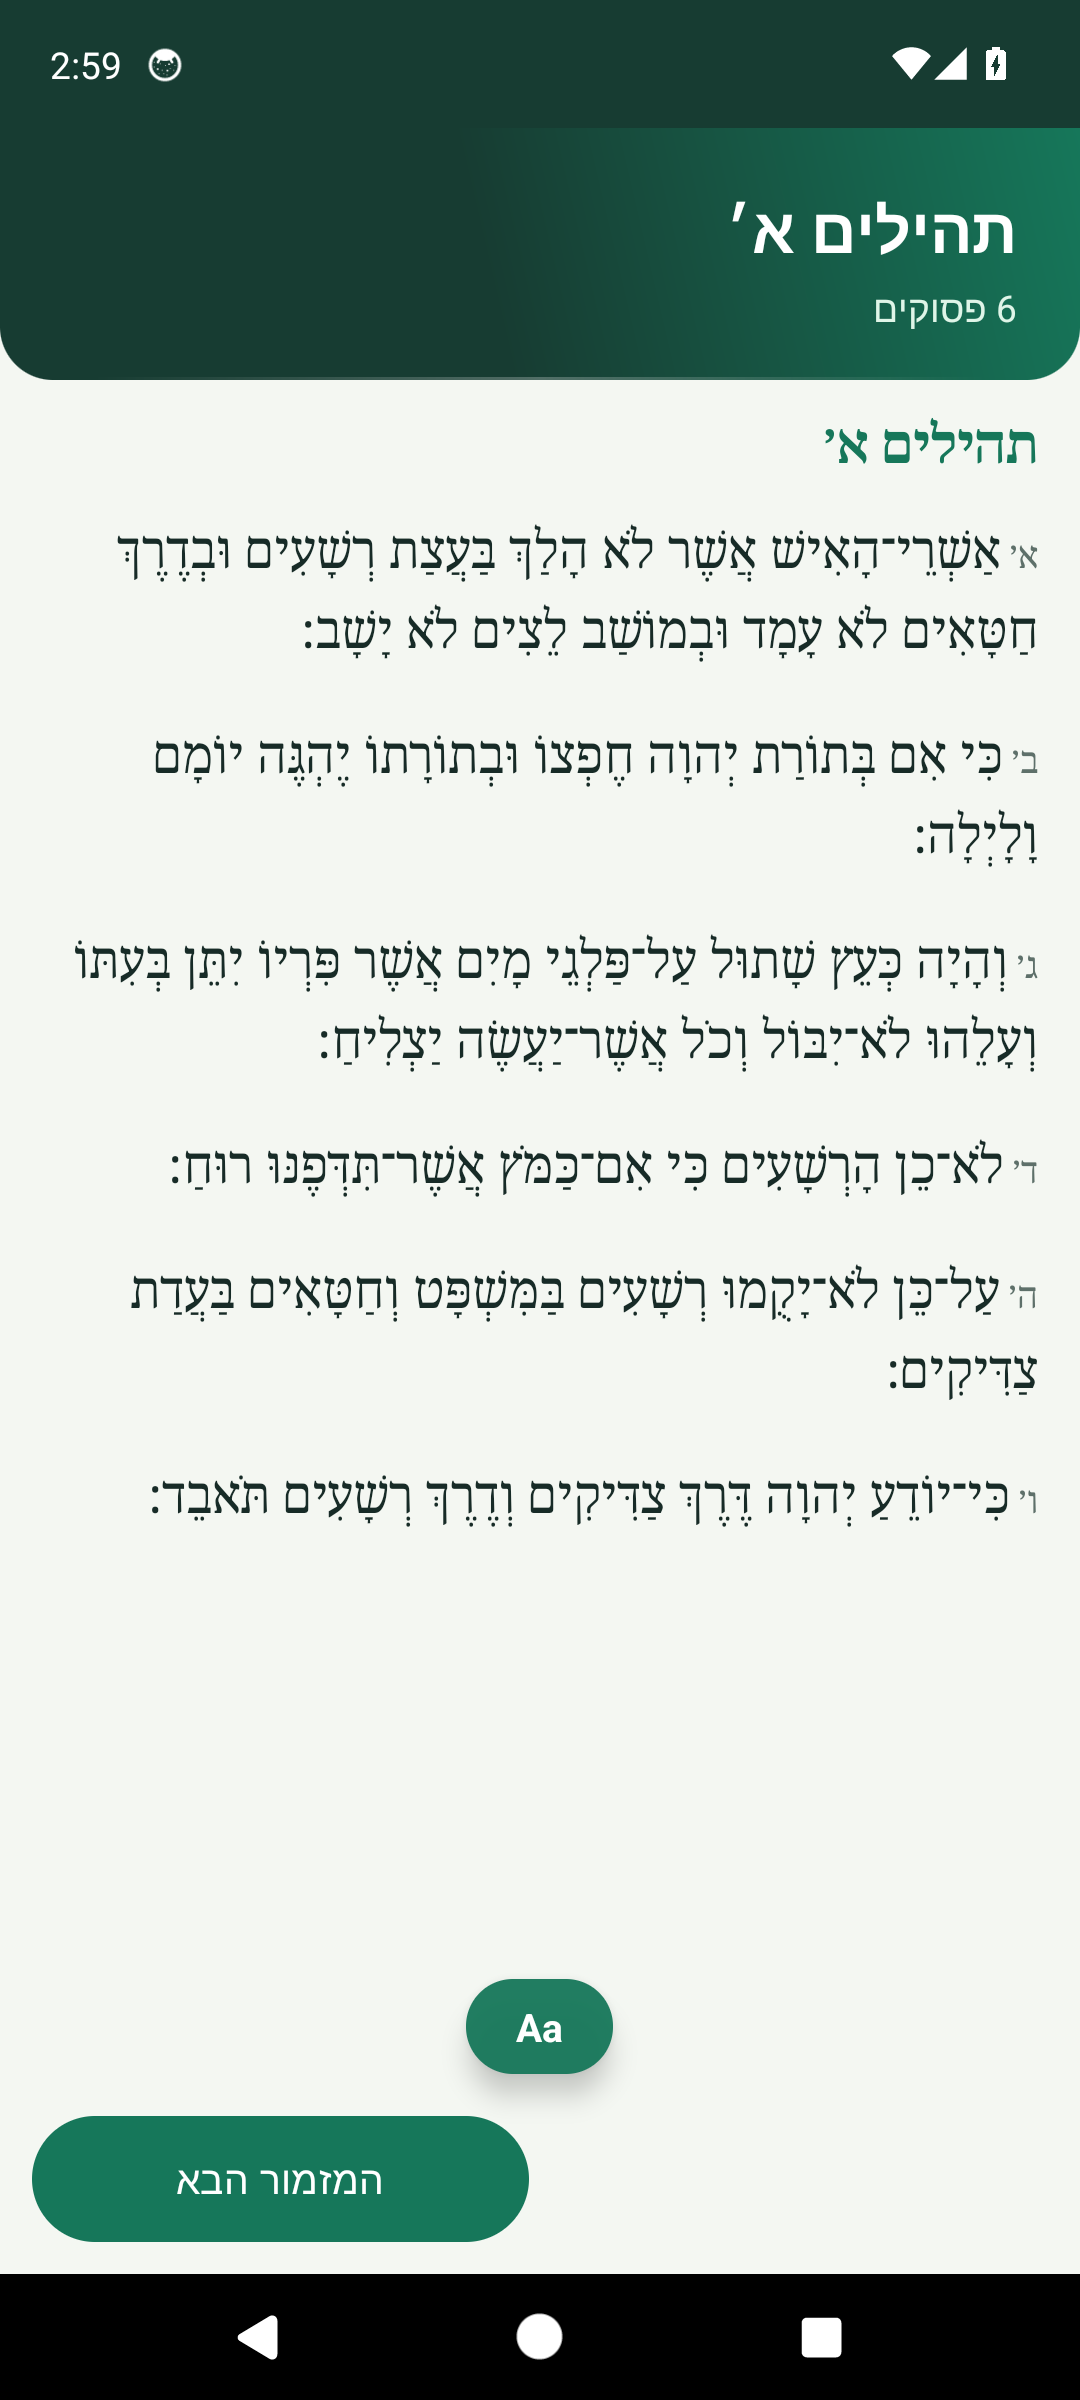 2:59
תהילים א׳
6 פסוקים
תהילים א׳
א׳ אַשְׁרֵי־הָאִישׁ אֲשֶׁר לֹא הָלַךְ בַּעֲצַת רְשָׁעִים וּבְדֶרֶךְ
חַטָּאִים לֹא עָמָד וּבְמוֹשַׁב לֵצִים לֹא יָשָׁב׃
ב׳ כִּי אִם בְּתוֹרַת יְהוָה חֶפְצוֹ וּבְתוֹרָתוֹ יֶהְגֶּה יוֹמָם
וָלָיְלָה׃
ג׳ וְהָיָה כְּעֵץ שָׁתוּל עַל־פַּלְגֵי מָיִם אֲשֶׁר פִּרְיוֹ יִתֵּן בְּעִתּוֹ
וְעָלֵהוּ לֹא־יִבּוֹל וְכֹל אֲשֶׁר־יַעֲשֶׂה יַצְלִיחַ׃
ד׳ לֹא־כֵן הָרְשָׁעִים כִּי אִם־כַּמֹּץ אֲשֶׁר־תִּדְּפֶנּוּ רוּחַ׃
ה׳ עַל־כֵּן לֹא־יָקֻמוּ רְשָׁעִים בַּמִּשְׁפָּט וְחַטָּאִים בַּעֲדַת
צַדִּיקִים׃
ו׳ כִּי־יוֹדֵעַ יְהוָה דֶּרֶךְ צַדִּיקִים וְדֶרֶךְ רְשָׁעִים תֹּאבֵד׃
Aa
המזמור הבא